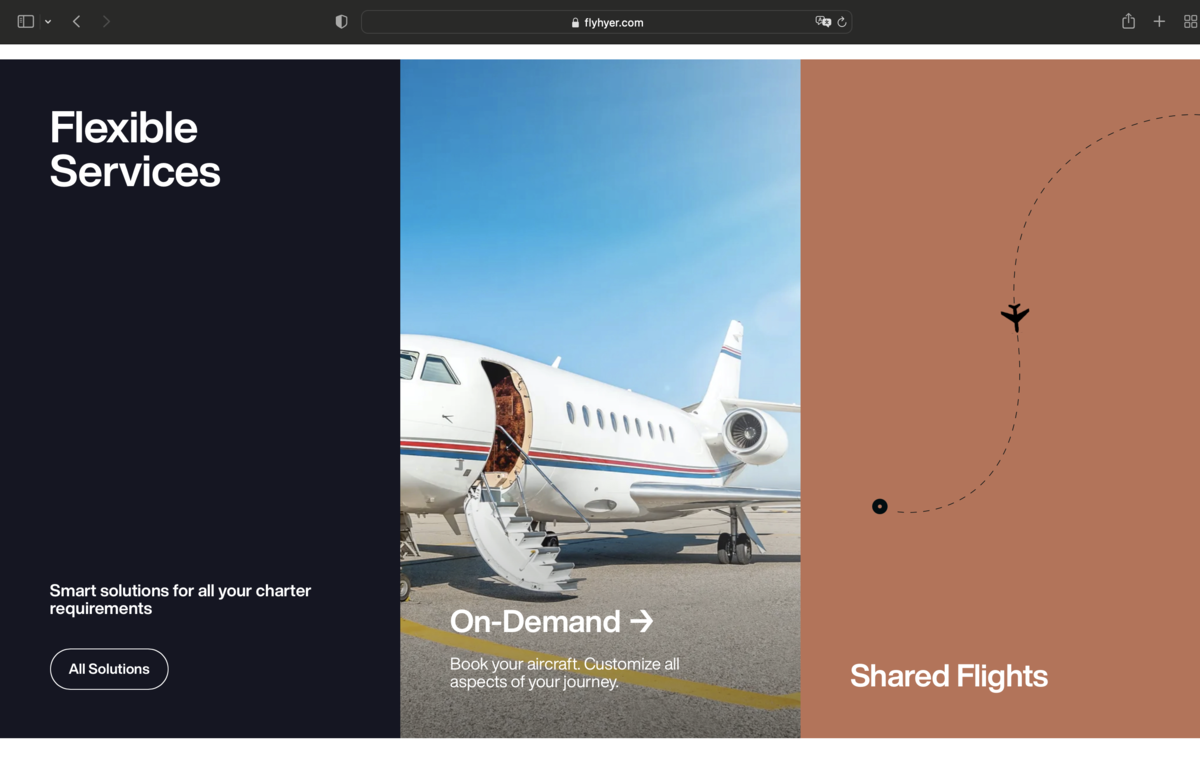 flyhyer.com
Flexible
Services
Smart solutions for all your charter
requirements
All Solutions
On-Demand →
Book your aircraft. Customize all
aspects of your journey.
Shared Flights